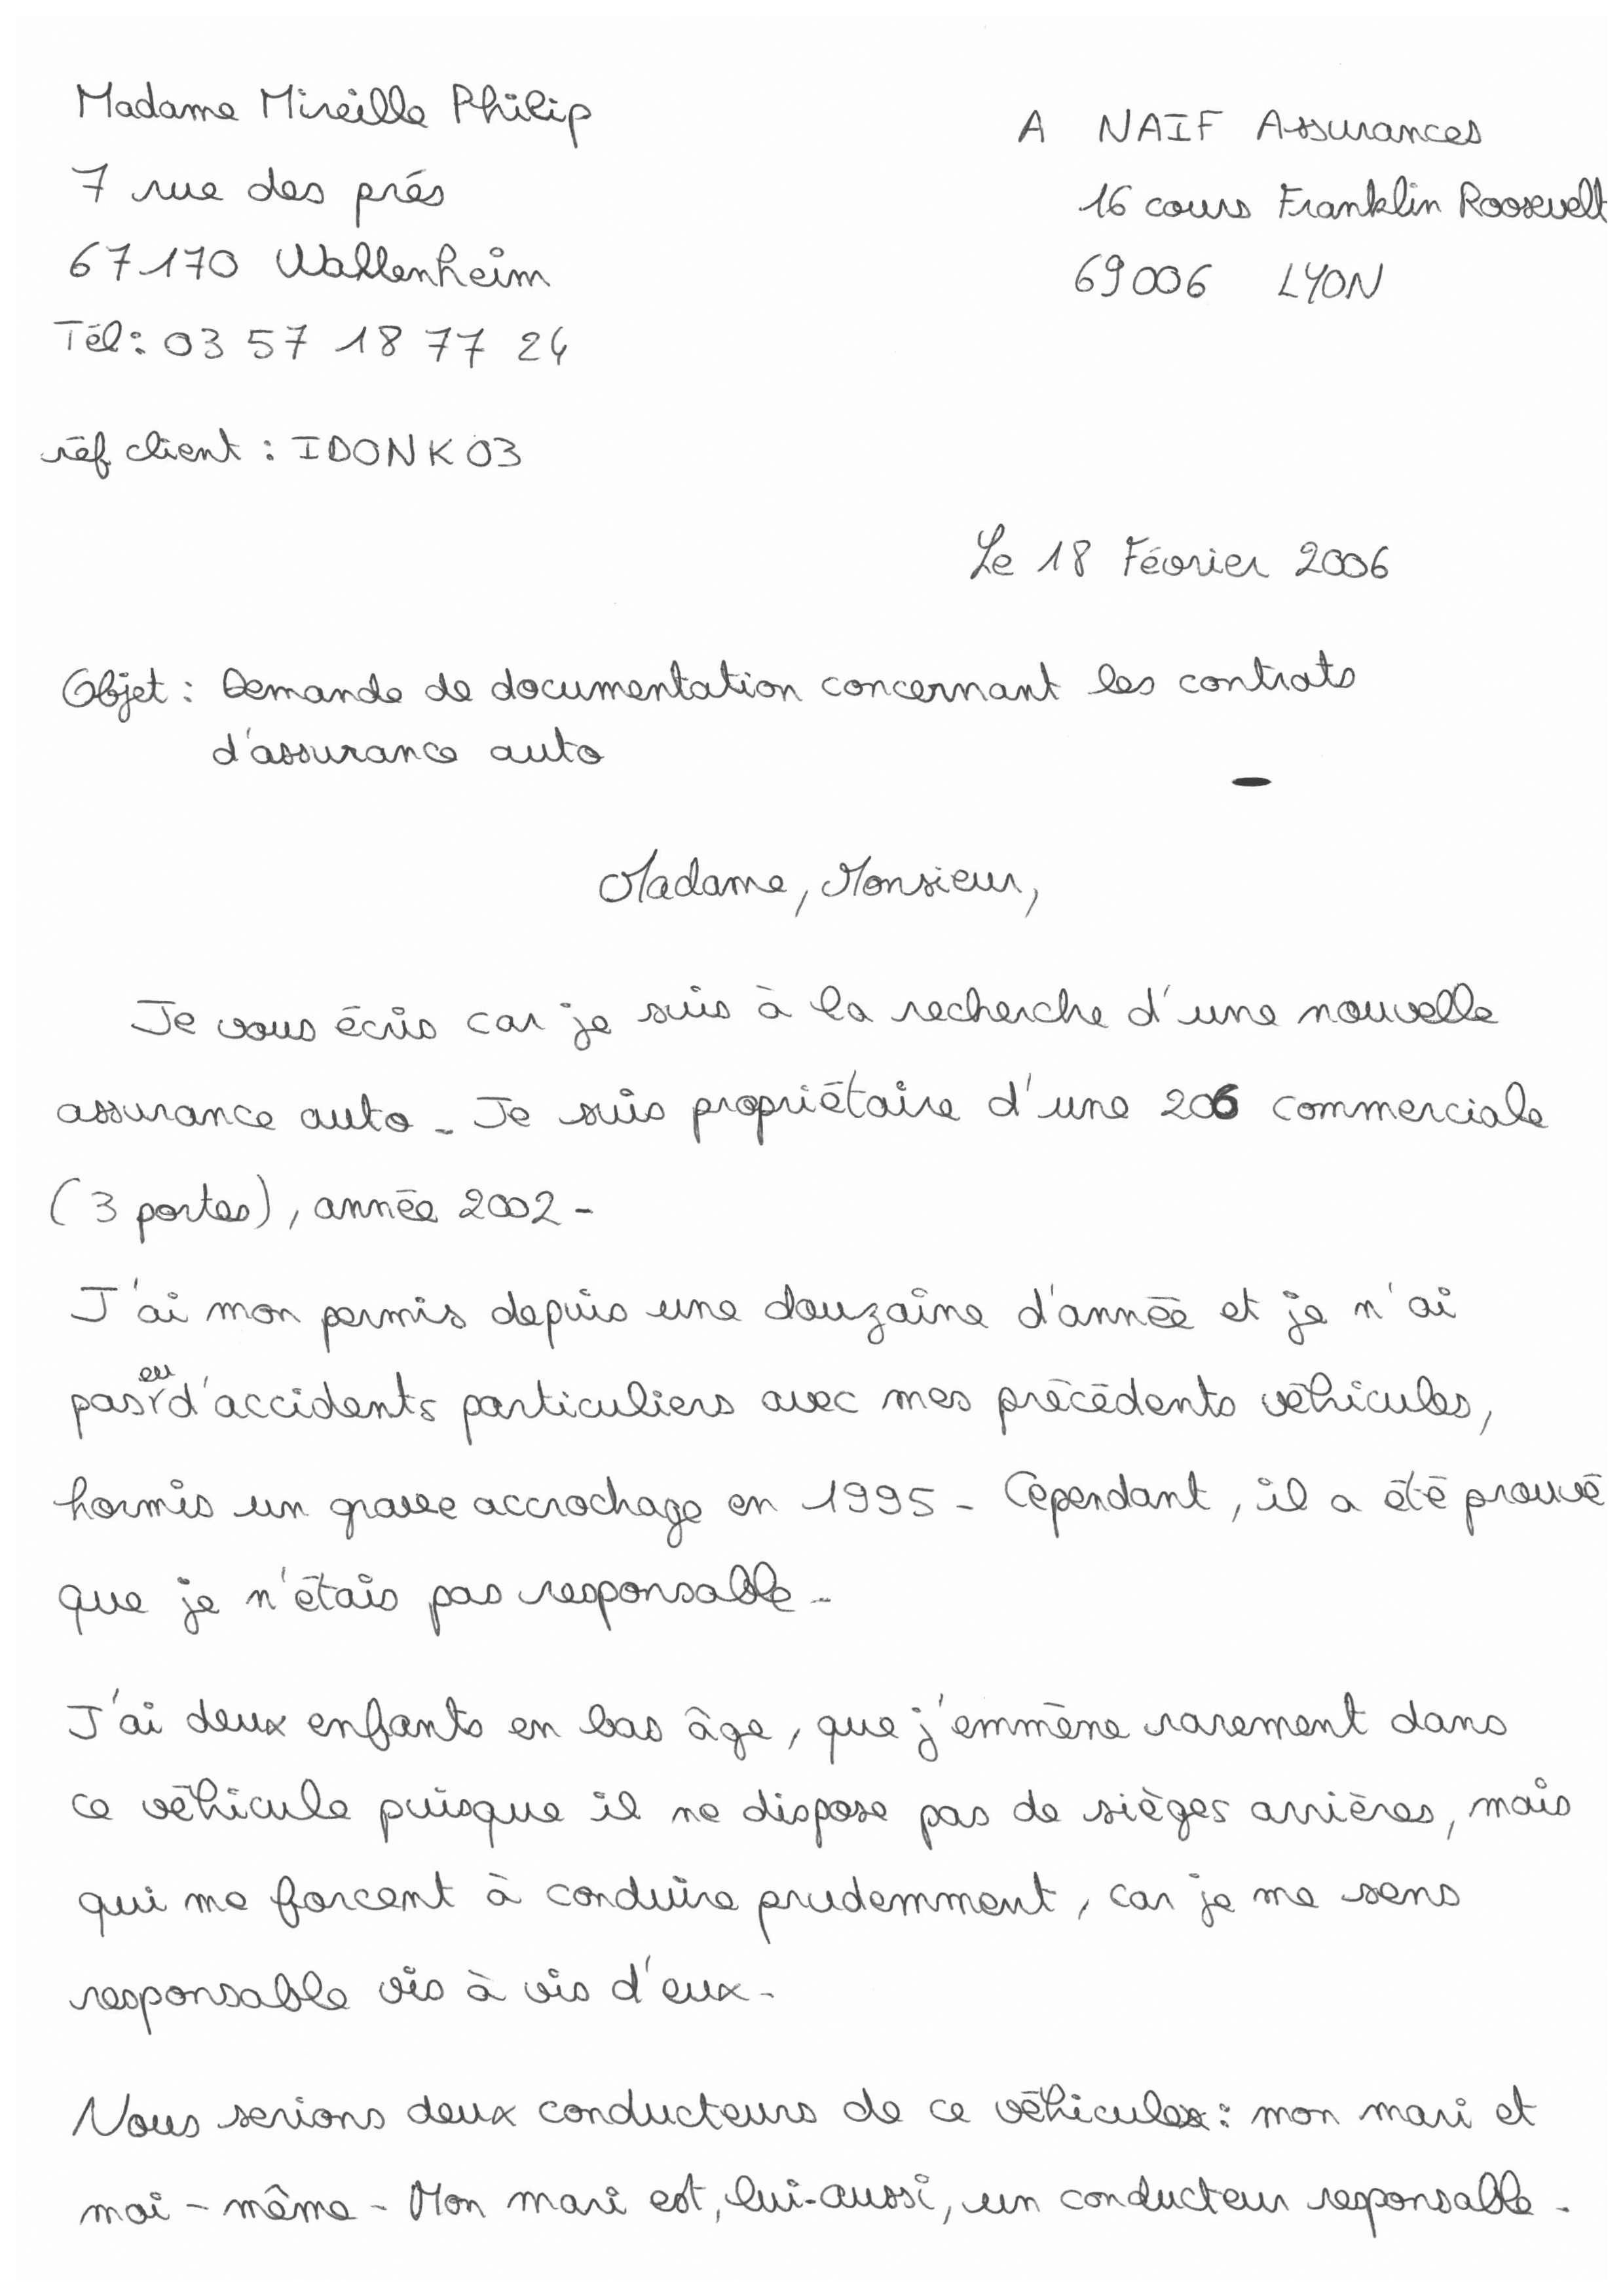 Madame Mireille Philip
7 rue des prés
67170 Wallenheim
Tél: 03 57 18 77 24
A NAIF Assurances
16 cours Franklin Roosevelt
69006 LYON
réf client : IDONK03
Le 18 Février 2006
Objet : Demande de documentation concernant les contrats
d'assurance auto
Madame, Monsieur,
Je vous écris car je suis à la recherche d'une nouvelle
assurance auto. Je suis propriétaire d'une 206 commerciale
(3 portes), année 2002.
J'ai mon permis depuis une douzaine d'année et je n'ai
pas eu d'accidents particuliers avec mes précédents véhicules,
hormis un grave accrochage en 1995. Cependant, il a été prouvé
que je n'étais pas responsable.
J'ai deux enfants en bas âge, que j'emmène rarement dans
ce véhicule puisque il ne dispose pas de sièges arrières, mais
qui me forcent à conduire prudemment, car je me sens
responsable vis à vis d'eux.
Nous serions deux conducteurs de ce véhicule : mon mari et
moi-même. Mon mari est, lui-aussi, un conducteur responsable.